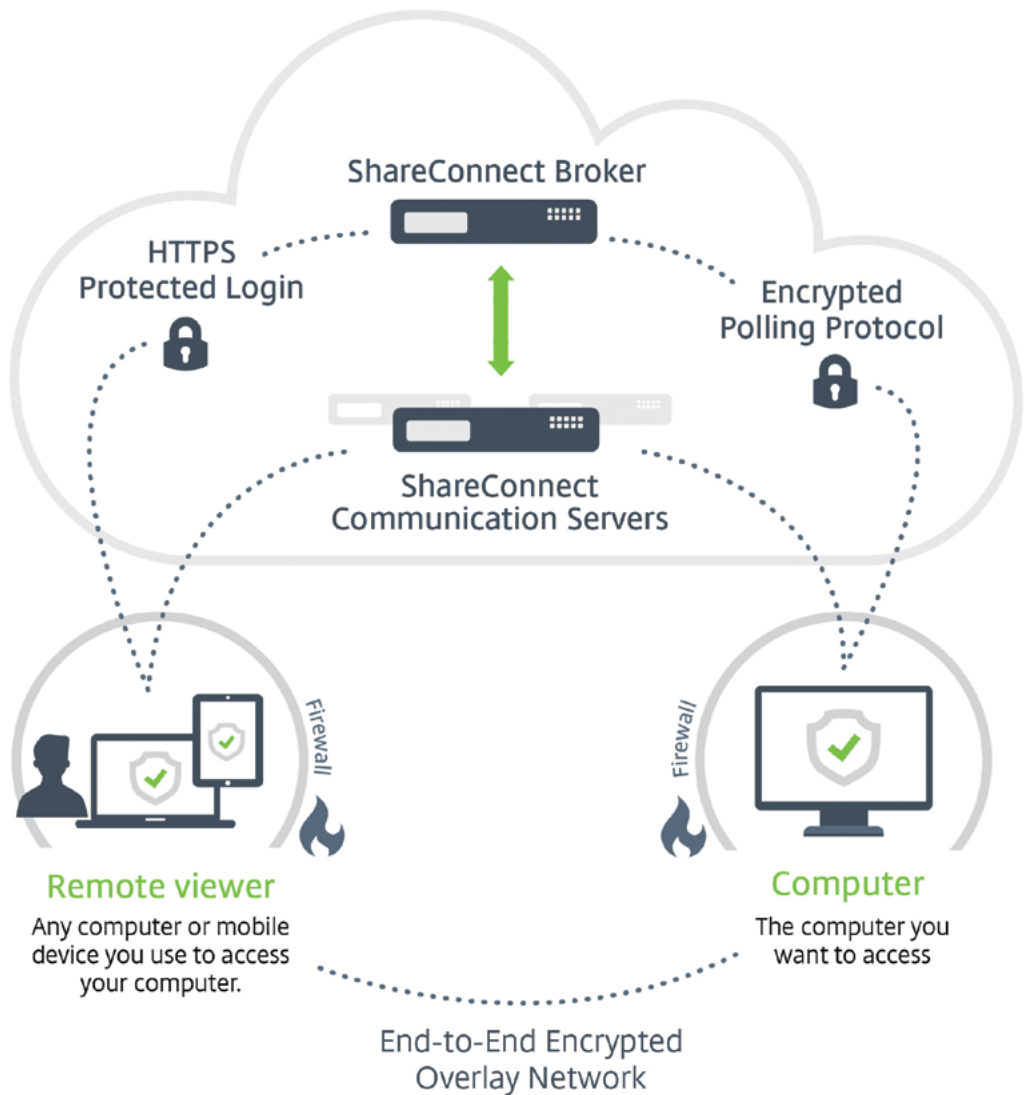 ShareConnect Broker
HTTPS
Protected Login
Encrypted
Polling Protocol
ShareConnect
Communication Servers
Firewall
Firewall
Remote viewer
Any computer or mobile
device you use to access
your computer.
Computer
The computer you
want to access
End-to-End Encrypted
Overlay Network